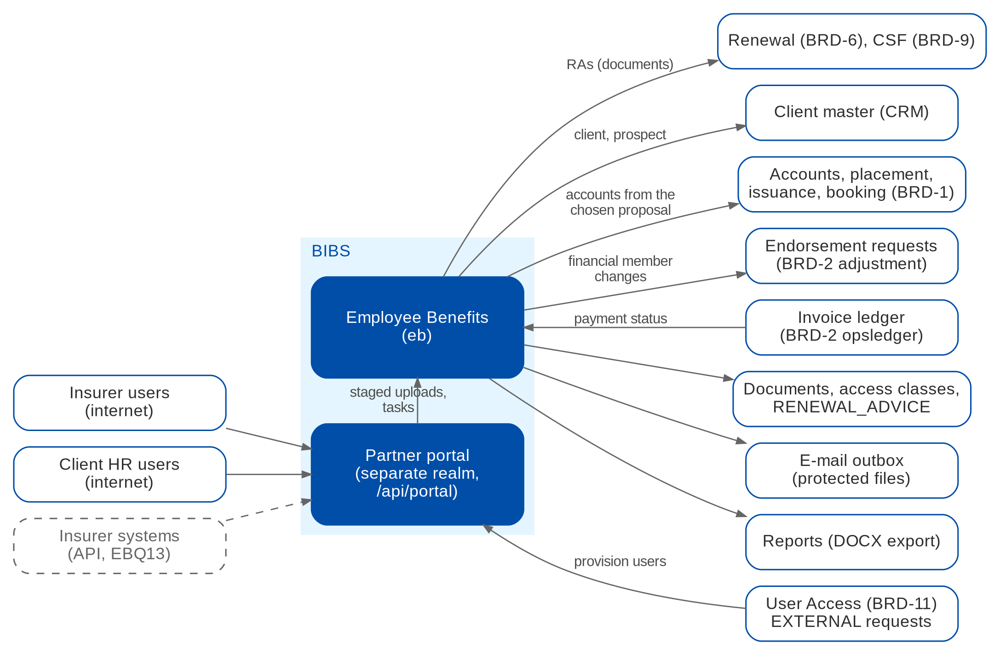 Renewal (BRD-6), CSF (BRD-9)
RAs (documents)
Client master (CRM)
client, prospect
Accounts, placement,
issuance, booking (BRD-1)
accounts from the
chosen proposal
Endorsement requests
(BRD-2 adjustment)
financial member
changes
BIBS
Employee Benefits
(eb)
payment status
Invoice ledger
(BRD-2 opsledger)
Insurer users
(internet)
staged uploads,
tasks
Documents, access classes,
RENEWAL_ADVICE
Client HR users
(internet)
Partner portal
(separate realm,
/api/portal)
E-mail outbox
(protected files)
Insurer systems
(API, EBQ13)
Reports (DOCX export)
provision users
User Access (BRD-11)
EXTERNAL requests